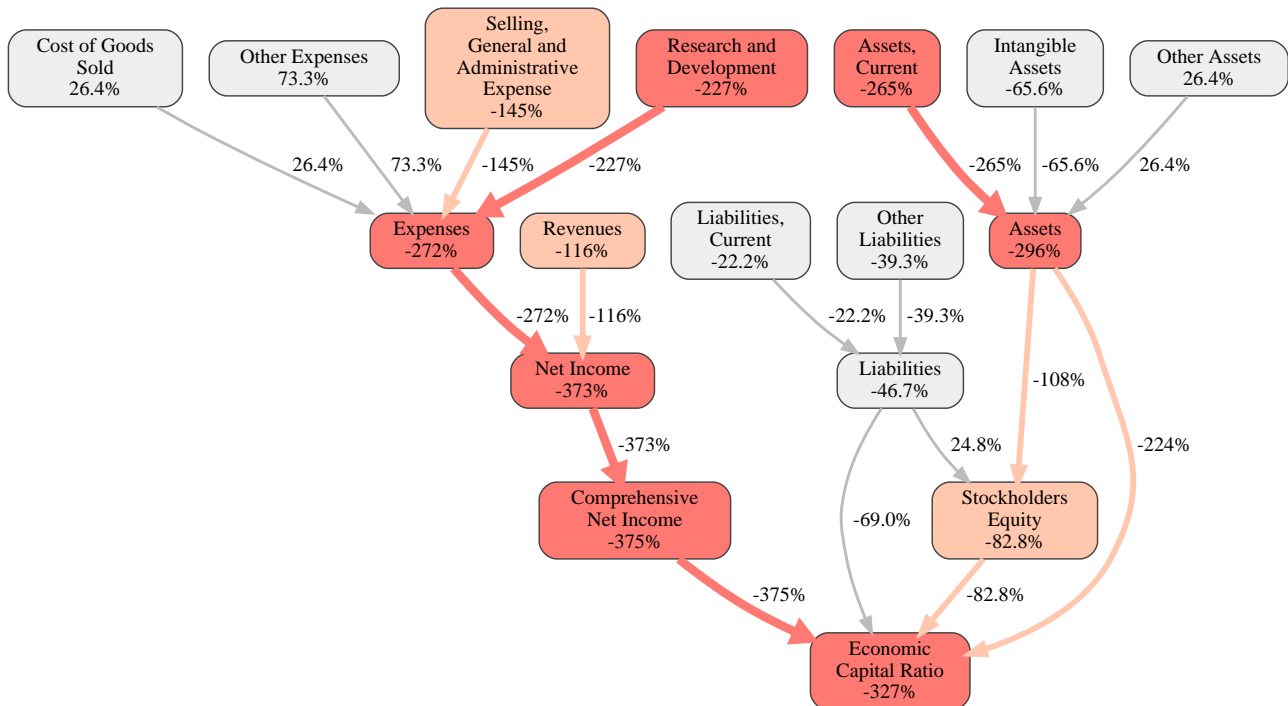 Cost of Goods
Sold
26.4%
Other Expenses
73.3%
Selling,
General and
Administrative
Expense
-145%
Research and
Development
-227%
Assets,
Current
-265%
Intangible
Assets
-65.6%
Other Assets
26.4%
26.4%
73.3%
-145%
-227%
-265%
-65.6%
26.4%
Expenses
-272%
Revenues
-116%
Liabilities,
Current
-22.2%
Other
Liabilities
-39.3%
Assets
-296%
-272%
-116%
-22.2%
-39.3%
Net Income
-373%
Liabilities
-46.7%
-108%
-373%
24.8%
-224%
Comprehensive
Net Income
-375%
-69.0%
Stockholders
Equity
-82.8%
-375%
-82.8%
Economic
Capital Ratio
-327%